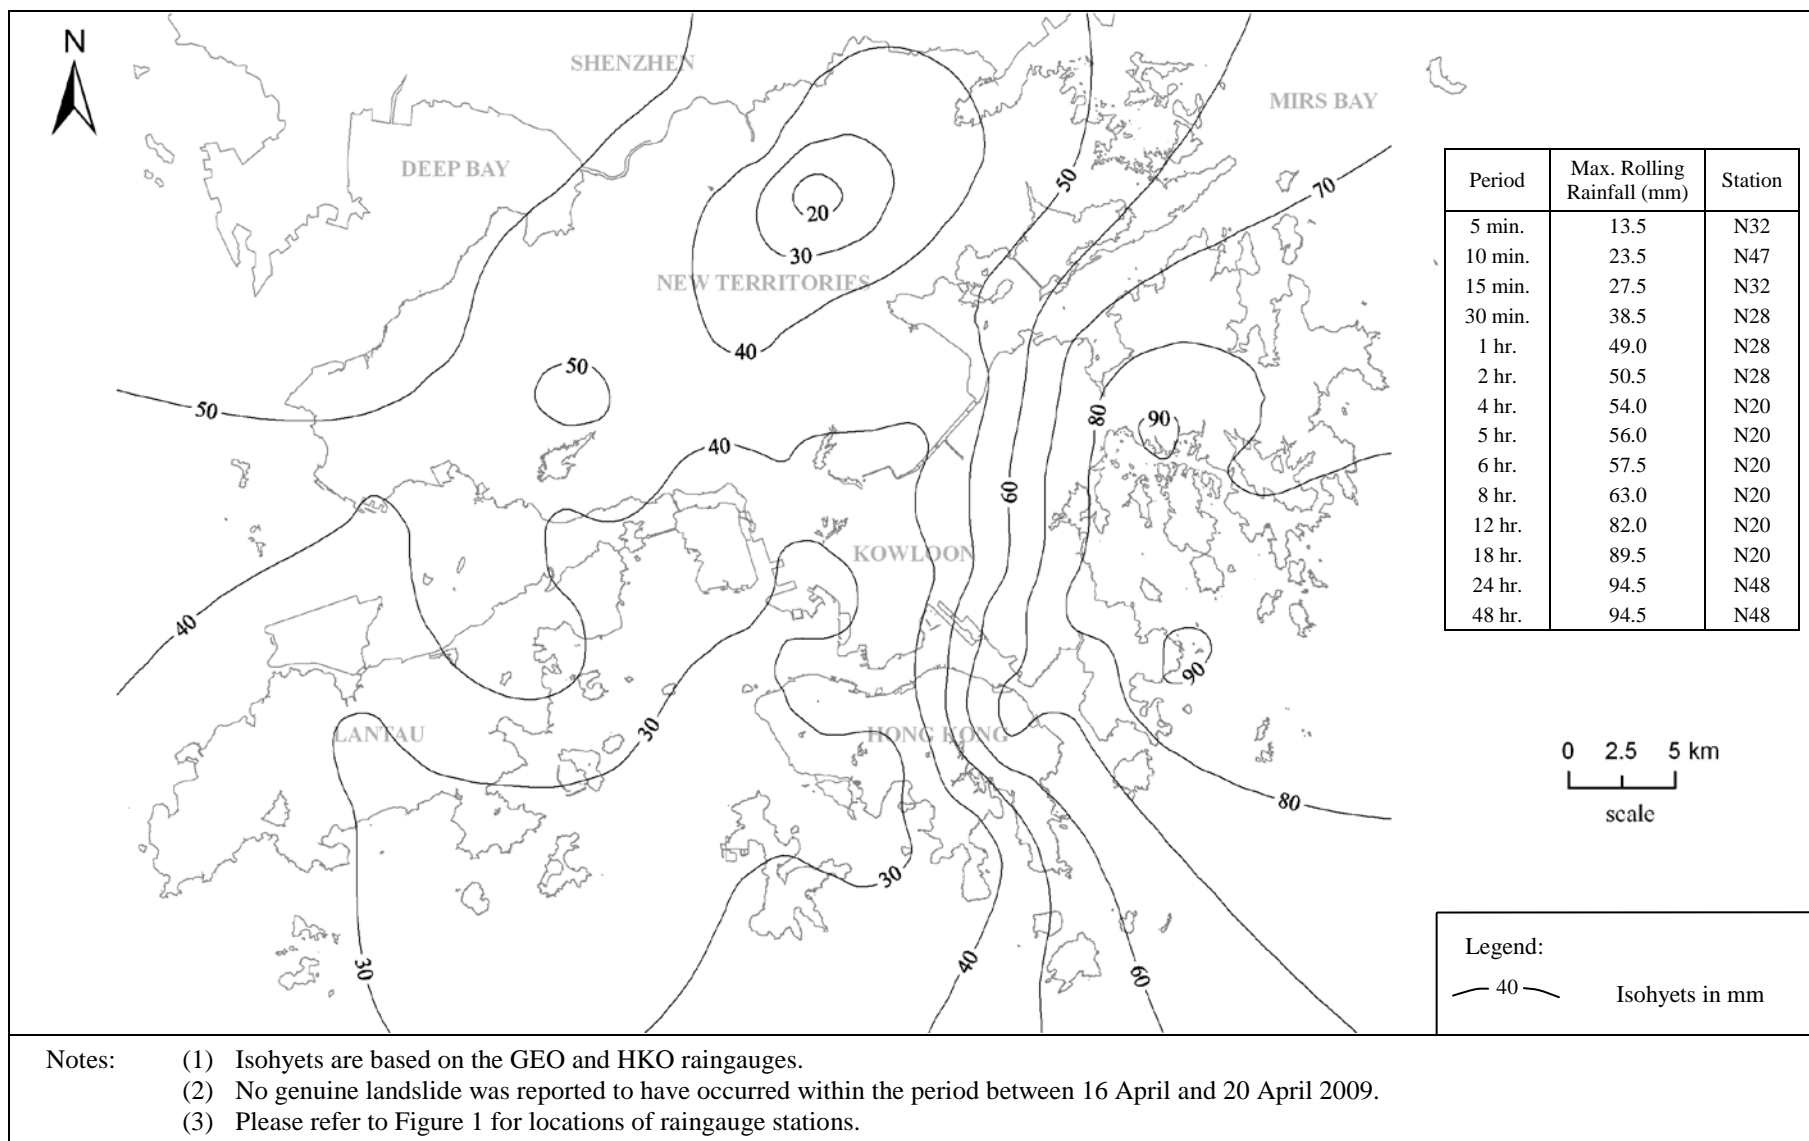 N
SHENZHEN
MIRS BAY
DEEP BAY
50
70
20
30
NEW TERRITORIES
40
50
50
80
90
40
60
KOWLOON
40
90
30
LANTAU
HONG KONG
80
30
30
40
60
Period Max. Rolling Rainfall (mm) Station
5 min. 13.5 N32
10 min. 23.5 N47
15 min. 27.5 N32
30 min. 38.5 N28
1 hr. 49.0 N28
2 hr. 50.5 N28
4 hr. 54.0 N20
5 hr. 56.0 N20
6 hr. 57.5 N20
8 hr. 63.0 N20
12 hr. 82.0 N20
18 hr. 89.5 N20
24 hr. 94.5 N48
48 hr. 94.5 N48
0 2.5 5 km
scale
Legend:
40 Isohyets in mm
Notes: (1) Isohyets are based on the GEO and HKO raingauges.
(2) No genuine landslide was reported to have occurred within the period between 16 April and 20 April 2009.
(3) Please refer to Figure 1 for locations of raingauge stations.